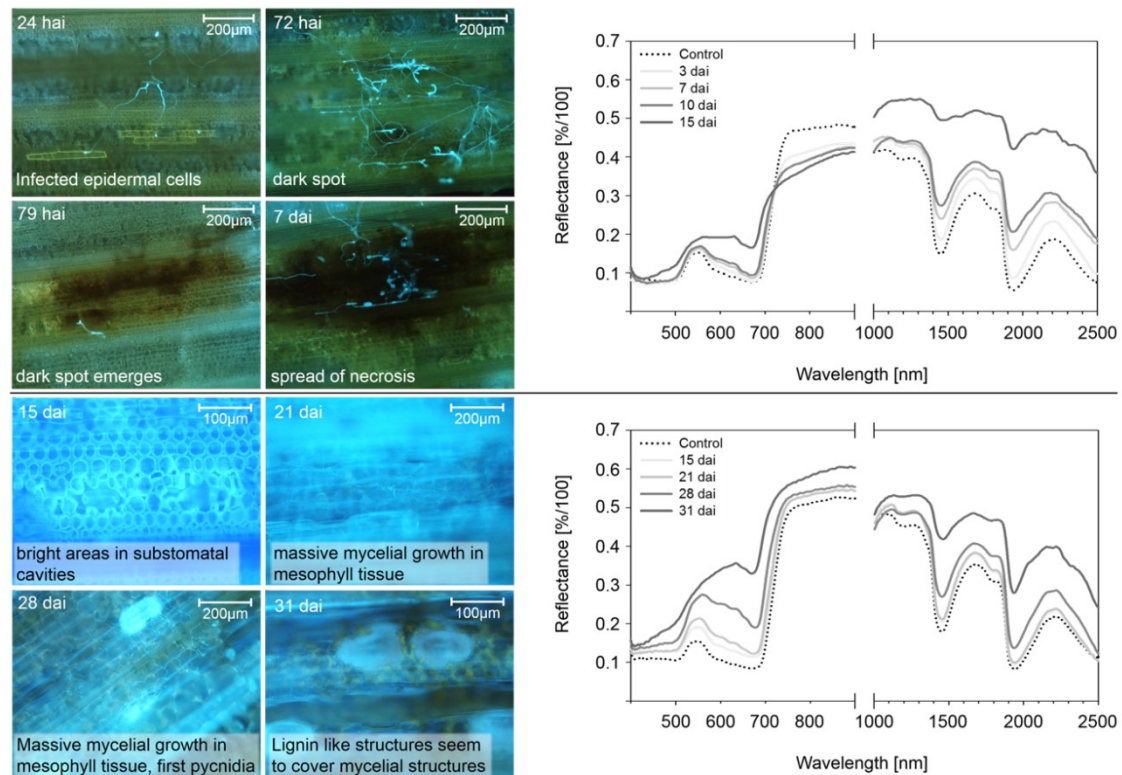 24 hai
200µm
Infected epidermal cells
72 hai
200µm
dark spot
79 hai
200µm
dark spot emerges
7 dai
200µm
spread of necrosis
0.7
0.6
0.5
0.4
0.3
0.2
0.1
Reflectance [%/100]
Control
3 dai
7 dai
10 dai
15 dai
500 600 700 800 1000 1500 2000 2500
Wavelength [nm]
15 dai
100µm
bright areas in substomatal
cavities
21 dai
200µm
massive mycelial growth in
mesophyll tissue
28 dai
200µm
Massive mycelial growth in
mesophyll tissue, first pycnidia
31 dai
100µm
Lignin like structures seem
to cover mycelial structures
0.7
0.6
0.5
0.4
0.3
0.2
0.1
Reflectance [%/100]
Control
15 dai
21 dai
28 dai
31 dai
500 600 700 800 1000 1500 2000 2500
Wavelength [nm]